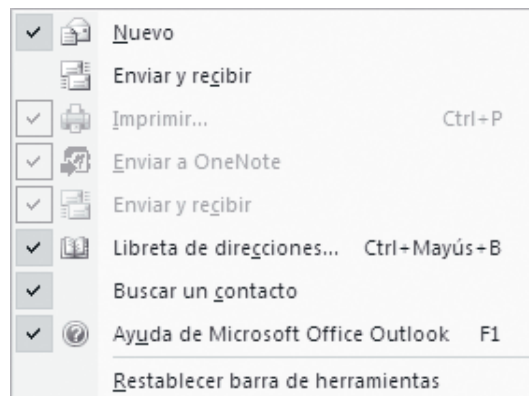 Nuevo
Enviar y recibir
Imprimir... Ctrl+P
Enviar a OneNote
Enviar y recibir
Libreta de direcciones... Ctrl+Mayús+B
Buscar un contacto
Ayuda de Microsoft Office Outlook F1
Restablecer barra de herramientas